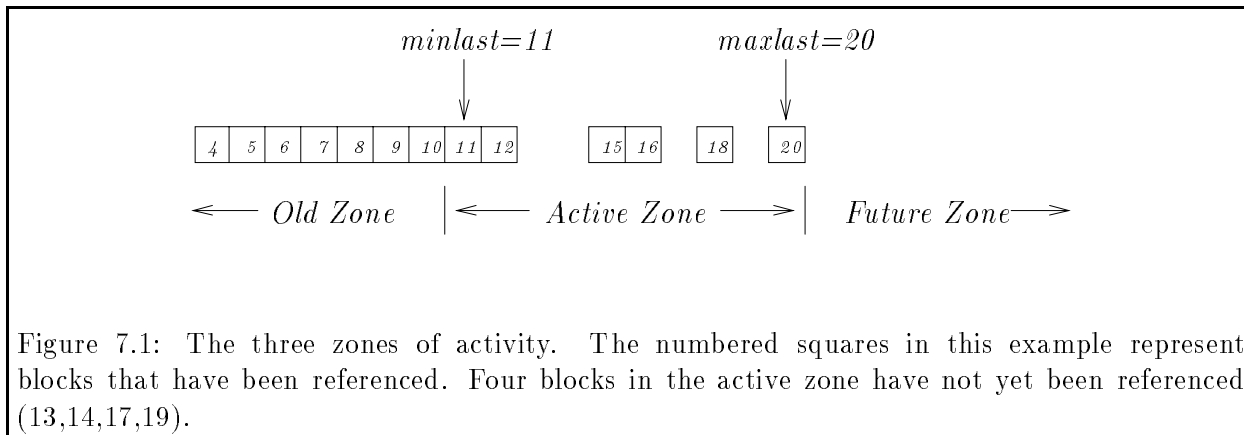 minlast=11 maxlast=20
4 5 6 7 8 9 10 11 12 15 16 18 20
Old Zone Active Zone Future Zone
Figure 7.1: The three zones of activity. The numbered squares in this example represent
blocks that have been referenced. Four blocks in the active zone have not yet been referenced
(13,14,17,19).